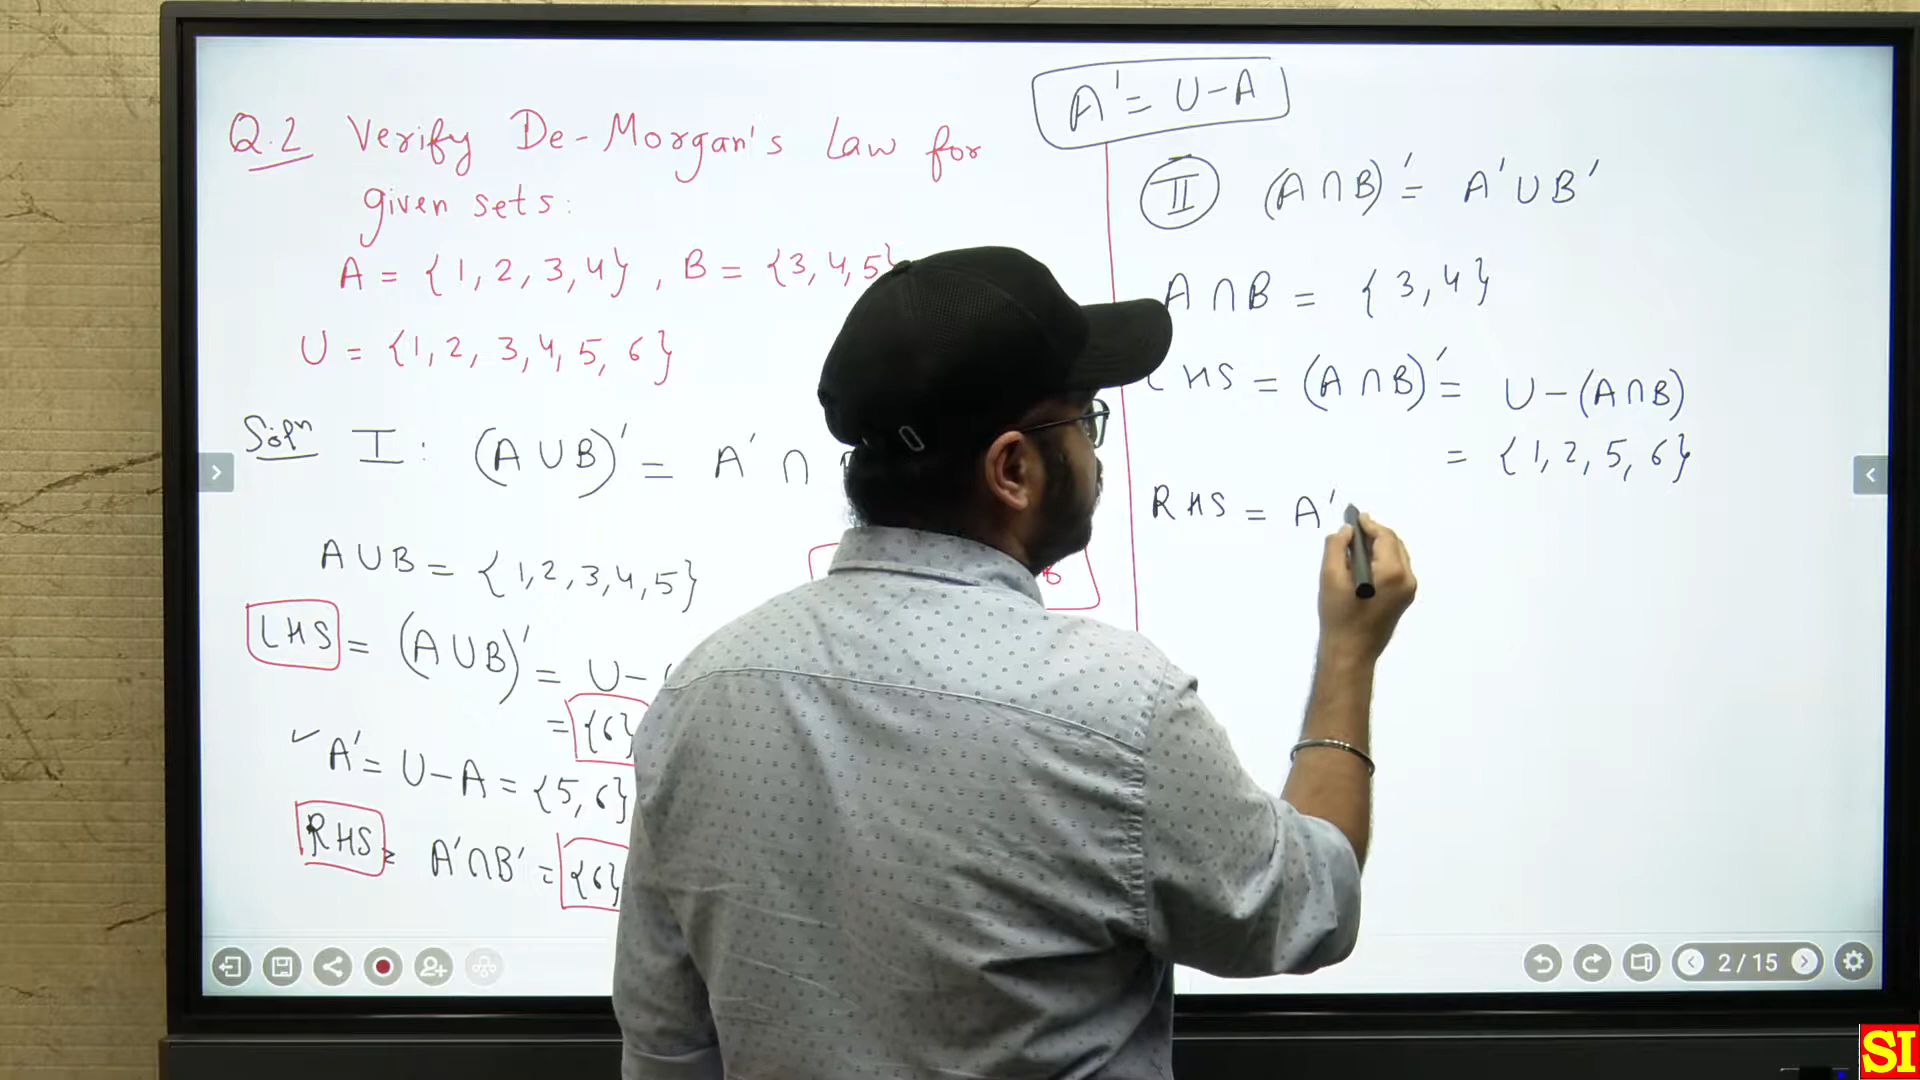 Q.2 Verify De-Morgan's Law for
given sets:
A = {1, 2, 3, 4} , B = {3, 4, 5}
U = {1, 2, 3, 4, 5, 6}
Soln I : (A ∪ B)' = A' ∩
A ∪ B = {1, 2, 3, 4, 5}
LHS = (A ∪ B)' = U -
= {6}
✓ A' = U - A = {5, 6}
RHS = A' ∩ B' = {6}
B
A' = U - A
II (A ∩ B)' = A' ∪ B'
A ∩ B = {3, 4}
LHS = (A ∩ B)' = U - (A ∩ B)
= {1, 2, 5, 6}
RHS = A'
2 / 15
SI